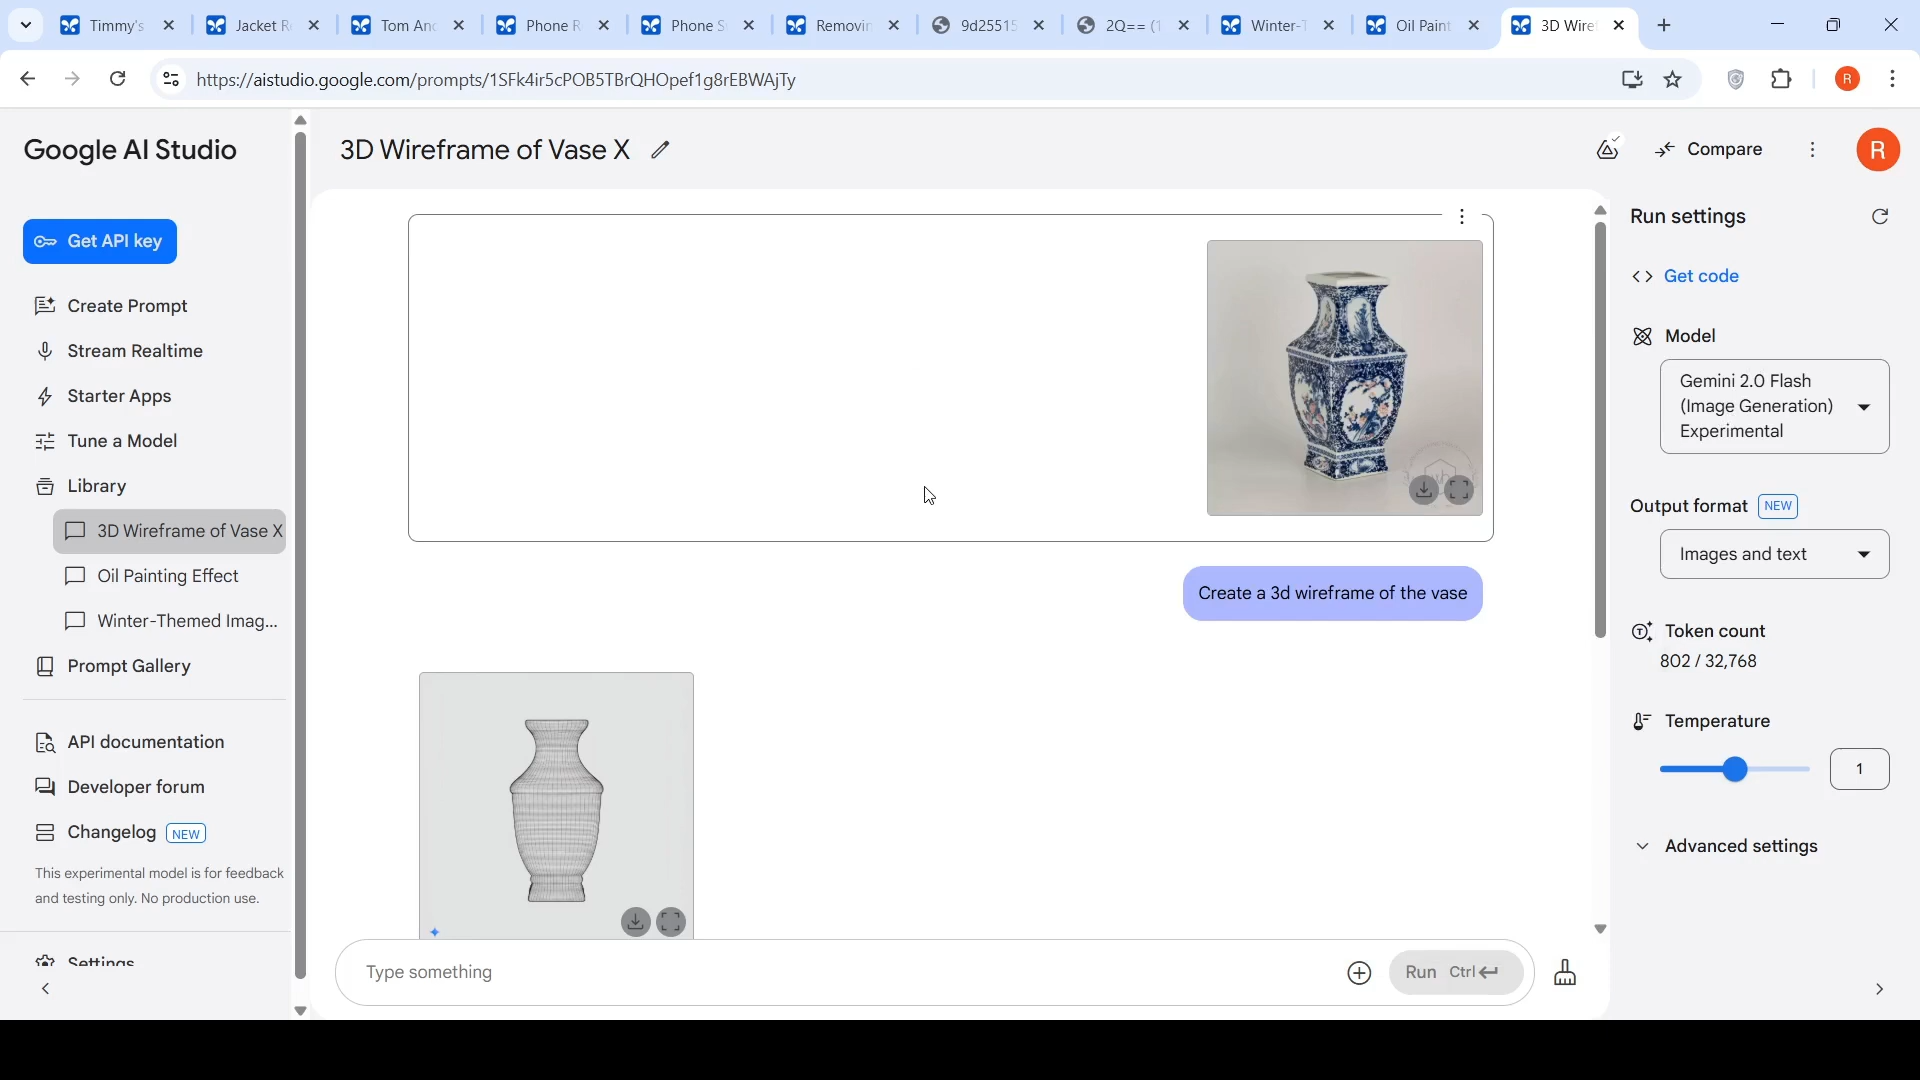 Timmy's
Jacket R
Tom And
Phone R
Phone S
Removin
9d25515
2Q== (1
Winter-T
Oil Paint
3D Wire
https://aistudio.google.com/prompts/1SFk4ir5cPOB5TBrQHOpef1g8rEBWAjTy
R
Google AI Studio
3D Wireframe of Vase X
Compare
R
Get API key
Create Prompt
Stream Realtime
Starter Apps
Tune a Model
Library
3D Wireframe of Vase X
Oil Painting Effect
Winter-Themed Imag...
Prompt Gallery
API documentation
Developer forum
Changelog NEW
This experimental model is for feedback
and testing only. No production use.
Settings
Create a 3d wireframe of the vase
Type something
Run Ctrl
Run settings
Get code
Model
Gemini 2.0 Flash
(Image Generation)
Experimental
Output format NEW
Images and text
Token count
802 / 32,768
Temperature
1
Advanced settings